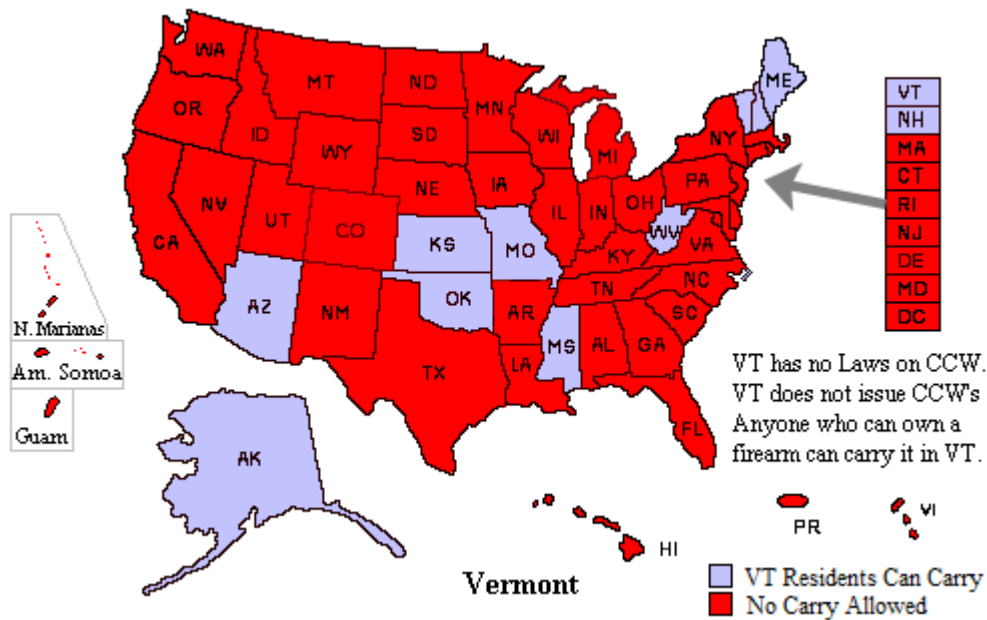 WA
MT
ND
MN
ME
OR
ID
SD
WI
NY
WY
MI
NE
IA
PA
NV
UT
CO
IL
IN
OH
CA
KS
MO
WV
VA
KY
AZ
NM
OK
AR
TN
NC
SC
TX
LA
MS
AL
GA
FL
VT
NH
MA
CT
RI
NJ
DE
MD
DC
N. Marianas
Am. Somoa
Guam
VT has no Laws on CCW.
VT does not issue CCW's
Anyone who can own a
firearm can carry it in VT.
AK
HI
PR
VI
Vermont
VT Residents Can Carry
No Carry Allowed